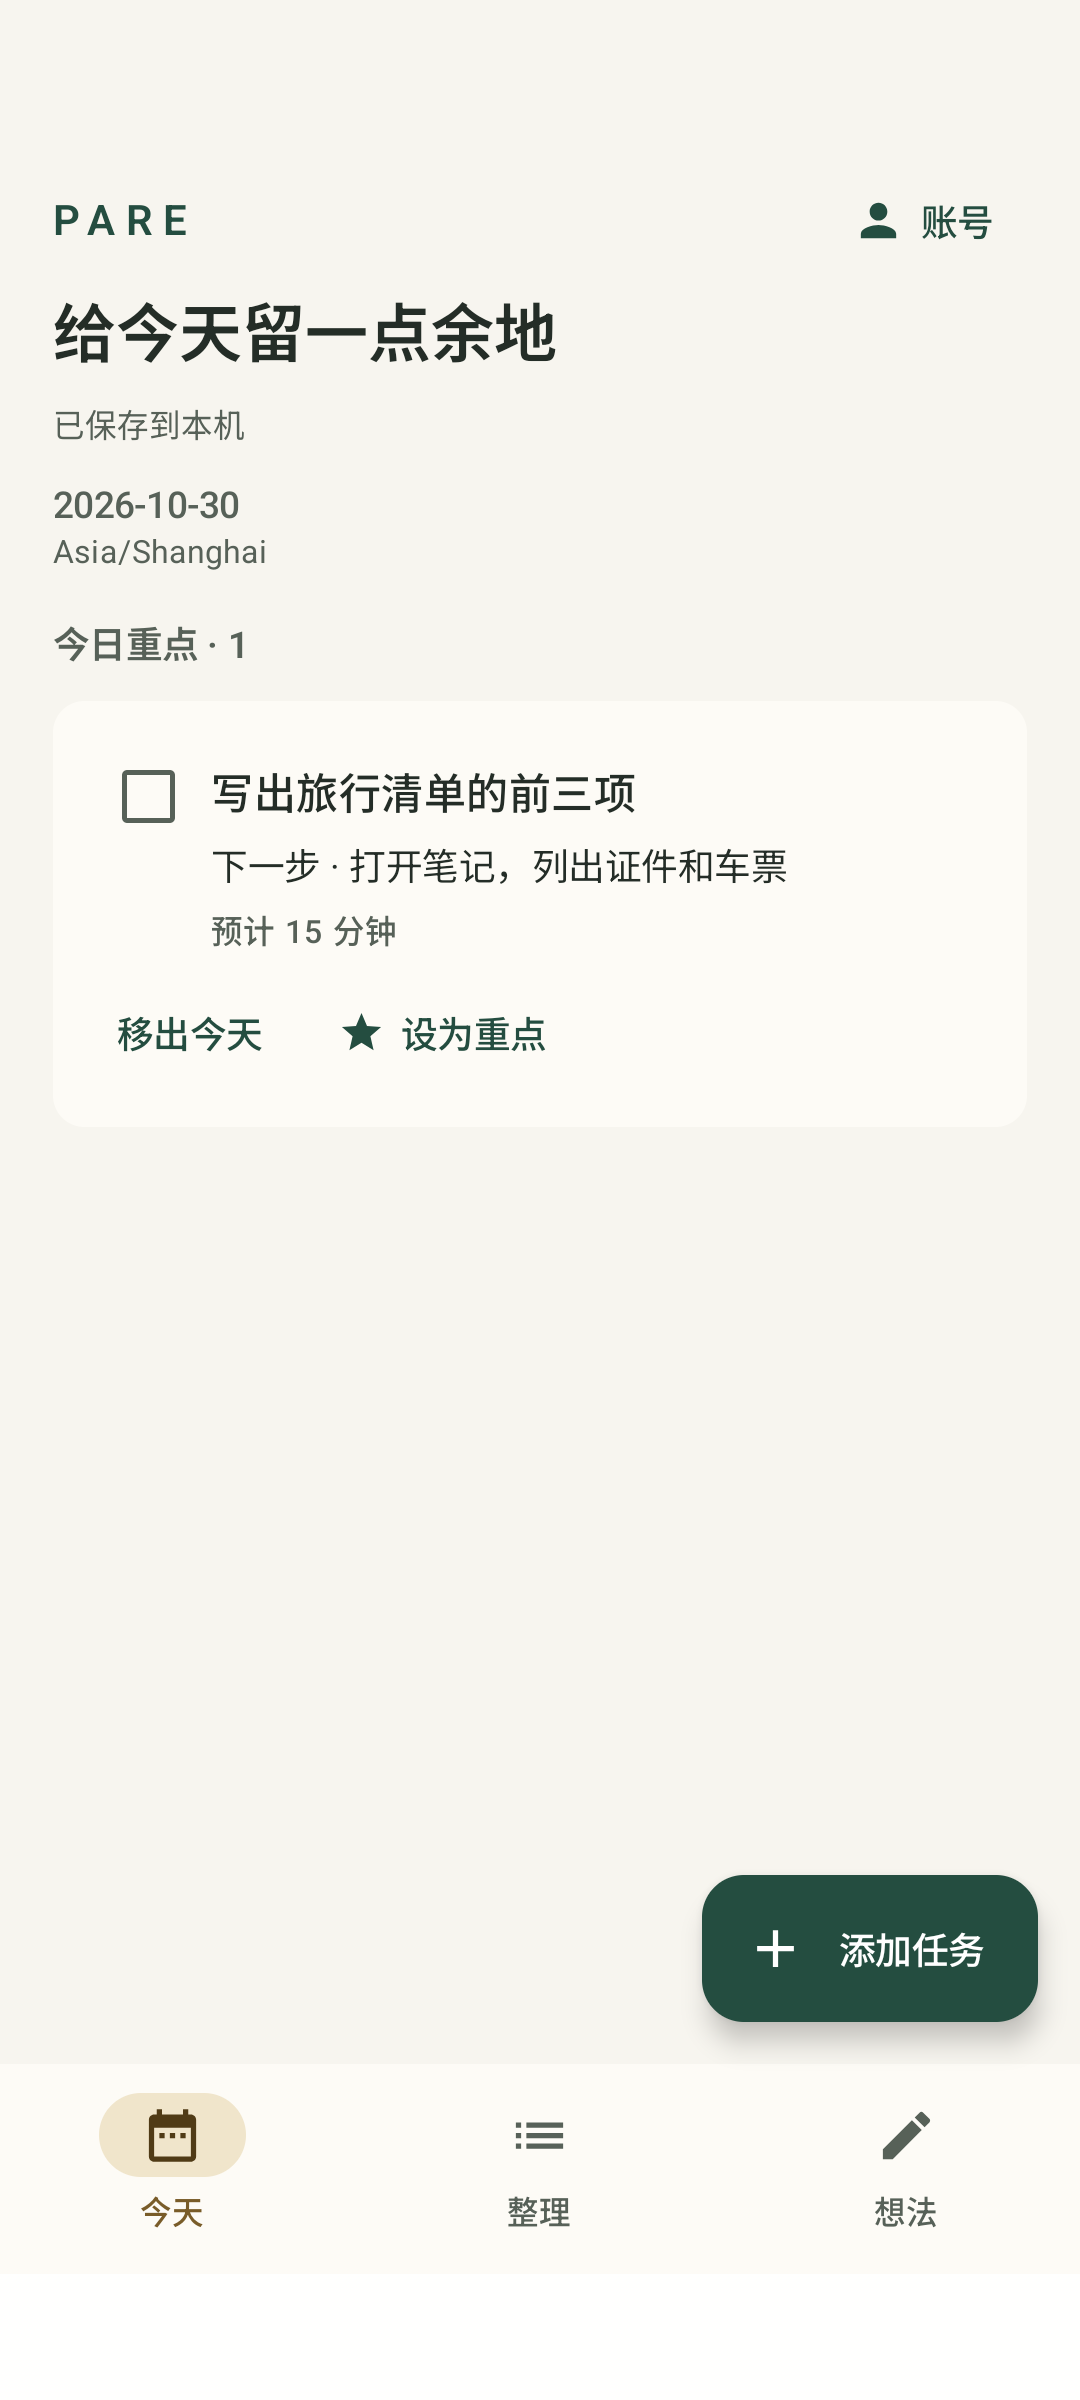 PARE
账号
给今天留一点余地
已保存到本机
2026-10-30
Asia/Shanghai
今日重点 · 1
写出旅行清单的前三项
下一步 · 打开笔记，列出证件和车票
预计 15 分钟
移出今天
设为重点
添加任务
今天
整理
想法